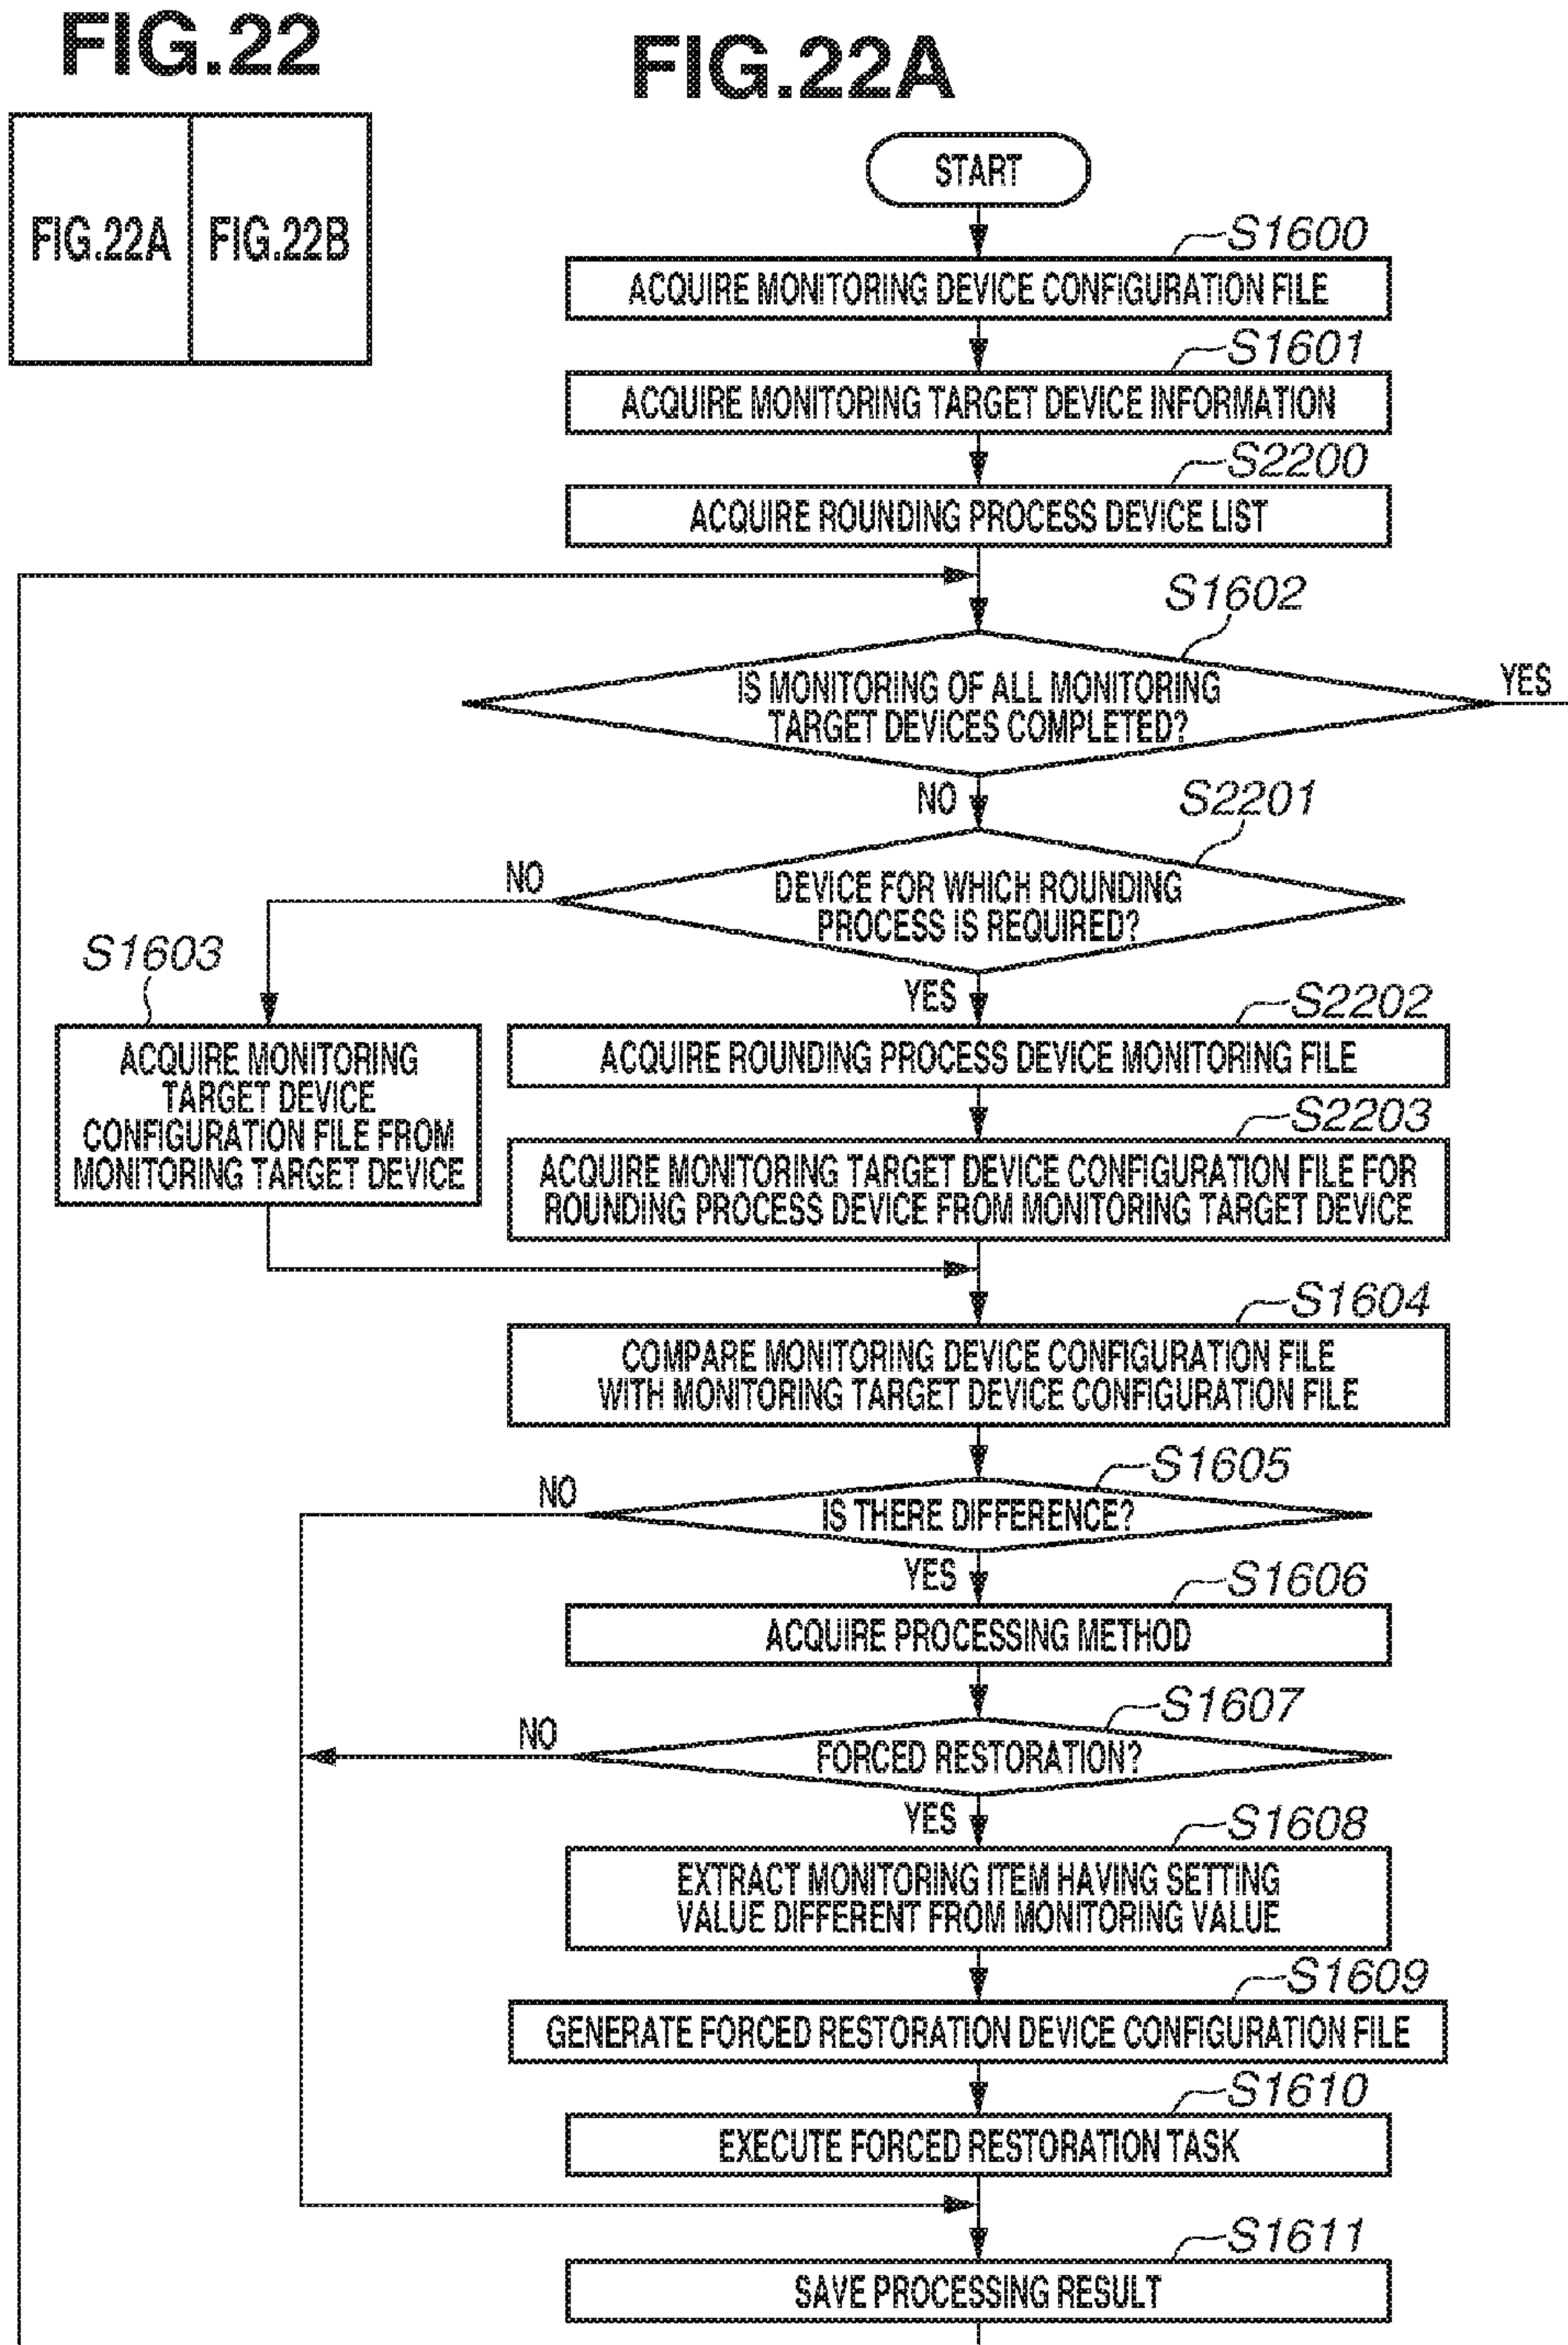 FIG.22
FIG.22A
FIG.22A
FIG.22B
START
S1600
ACQUIRE MONITORING DEVICE CONFIGURATION FILE
S1601
ACQUIRE MONITORING TARGET DEVICE INFORMATION
S2200
ACQUIRE ROUNDING PROCESS DEVICE LIST
S1602
IS MONITORING OF ALL MONITORING
TARGET DEVICES COMPLETED?
YES
NO
S2201
DEVICE FOR WHICH ROUNDING
PROCESS IS REQUIRED?
NO
YES
S1603
ACQUIRE MONITORING
TARGET DEVICE
CONFIGURATION FILE FROM
MONITORING TARGET DEVICE
S2202
ACQUIRE ROUNDING PROCESS DEVICE MONITORING FILE
S2203
ACQUIRE MONITORING TARGET DEVICE CONFIGURATION FILE FOR
ROUNDING PROCESS DEVICE FROM MONITORING TARGET DEVICE
S1604
COMPARE MONITORING DEVICE CONFIGURATION FILE
WITH MONITORING TARGET DEVICE CONFIGURATION FILE
S1605
NO
IS THERE DIFFERENCE?
YES
S1606
ACQUIRE PROCESSING METHOD
S1607
NO
FORCED RESTORATION?
YES
S1608
EXTRACT MONITORING ITEM HAVING SETTING
VALUE DIFFERENT FROM MONITORING VALUE
S1609
GENERATE FORCED RESTORATION DEVICE CONFIGURATION FILE
S1610
EXECUTE FORCED RESTORATION TASK
S1611
SAVE PROCESSING RESULT